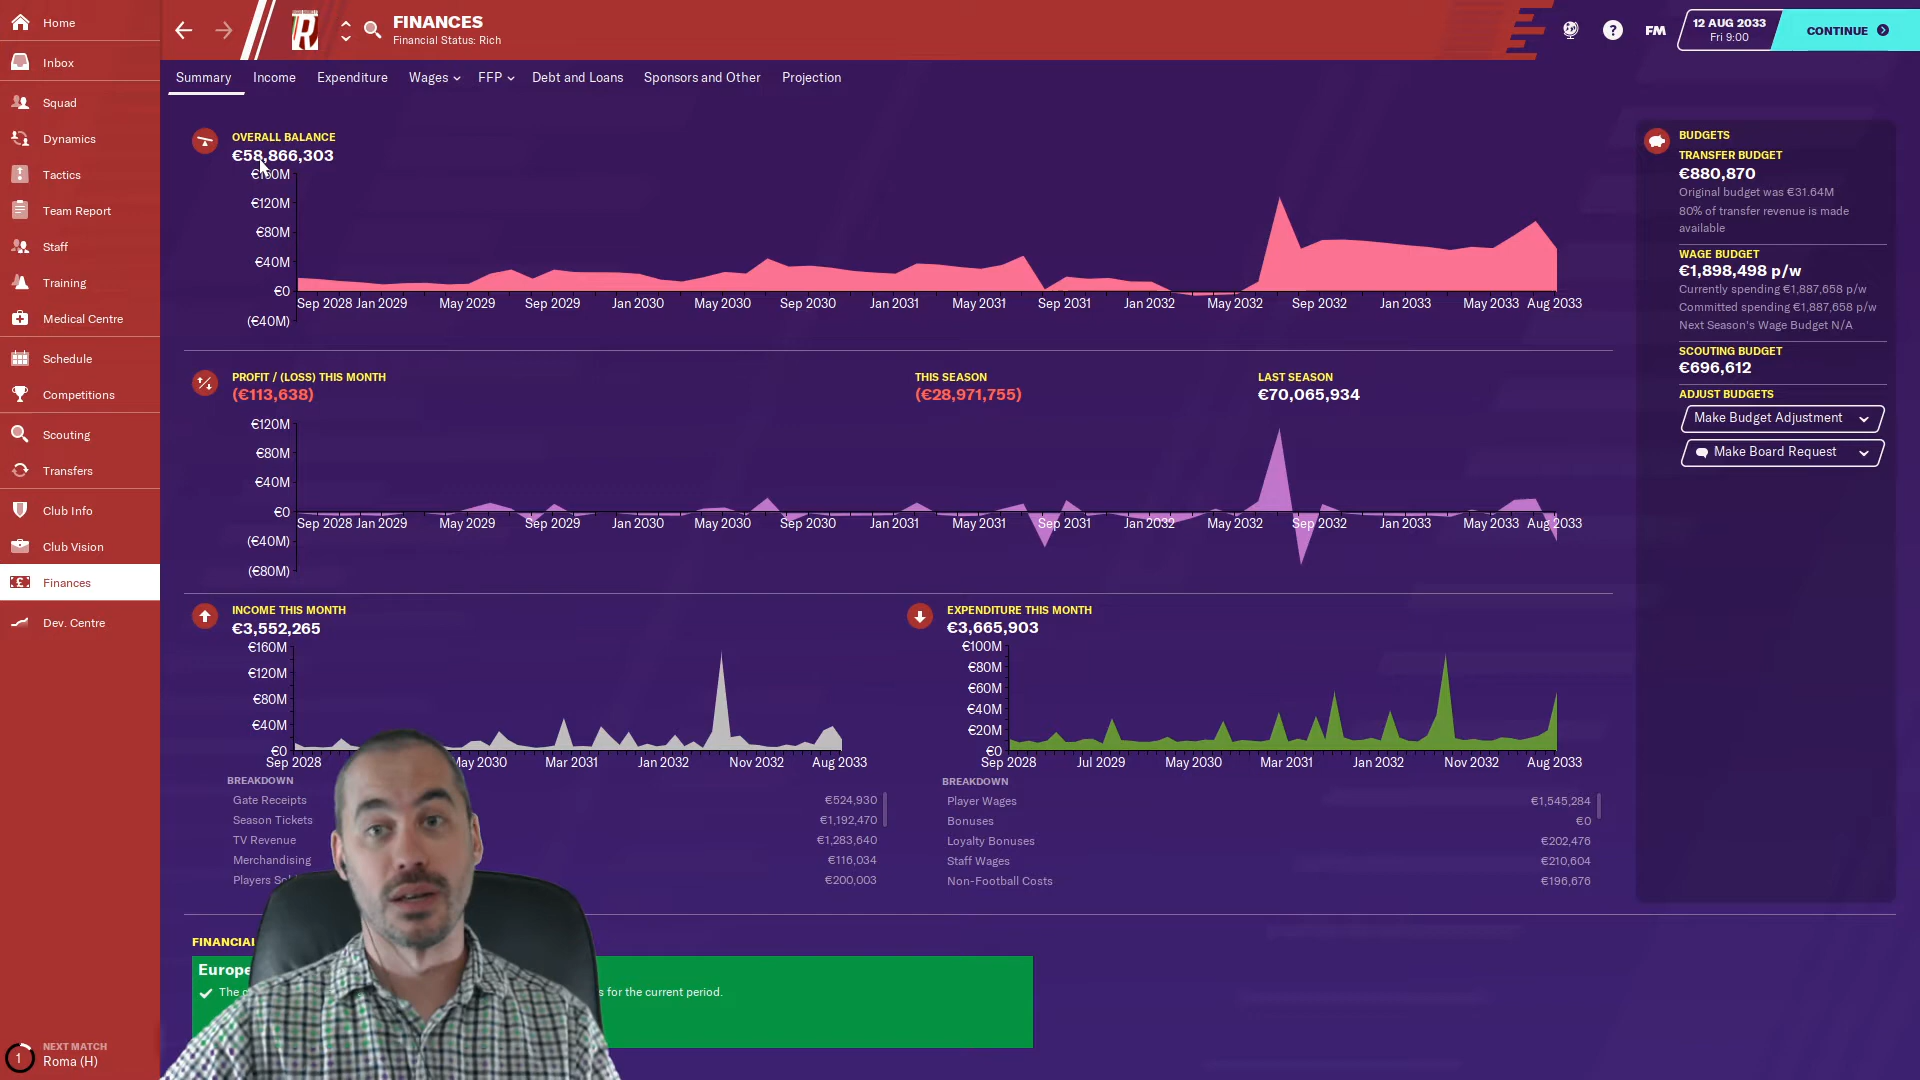 Home
Inbox
Squad
Dynamics
Tactics
Team Report
Staff
Training
Medical Centre
Schedule
Competitions
Scouting
Transfers
Club Info
Club Vision
Finances
Dev. Centre
NEXT MATCH
1
Roma (H)
R
FINANCES
Financial Status: Rich
?
FM
12 AUG 2033
Fri 9:00
CONTINUE
Summary Income Expenditure Wages FFP Debt and Loans Sponsors and Other Projection
OVERALL BALANCE
€58,866,303
€160M
€120M
€80M
€40M
€0
(€40M)
Sep 2028 Jan 2029 May 2029 Sep 2029 Jan 2030 May 2030 Sep 2030 Jan 2031 May 2031 Sep 2031 Jan 2032 May 2032 Sep 2032 Jan 2033 May 2033 Aug 2033
PROFIT / (LOSS) THIS MONTH
(€113,638)
THIS SEASON
(€28,971,755)
LAST SEASON
€70,065,934
€120M
€80M
€40M
€0
(€40M)
(€80M)
Sep 2028 Jan 2029 May 2029 Sep 2029 Jan 2030 May 2030 Sep 2030 Jan 2031 May 2031 Sep 2031 Jan 2032 May 2032 Sep 2032 Jan 2033 May 2033 Aug 2033
INCOME THIS MONTH
€3,552,265
€160M
€120M
€80M
€40M
€0
Sep 2028 May 2030 Mar 2031 Jan 2032 Nov 2032 Aug 2033
BREAKDOWN
Gate Receipts €524,930
Season Tickets €1,192,470
TV Revenue €1,283,640
Merchandising €116,034
Players €200,003
EXPENDITURE THIS MONTH
€3,665,903
€100M
€80M
€60M
€40M
€20M
€0
Sep 2028 Jul 2029 May 2030 Mar 2031 Jan 2032 Nov 2032 Aug 2033
BREAKDOWN
Player Wages €1,545,284
Bonuses €0
Loyalty Bonuses €202,476
Staff Wages €210,604
Non-Football Costs €196,676
FINANCIAL
Europe
The for the current period.
BUDGETS
TRANSFER BUDGET
€880,870
Original budget was €31.64M
80% of transfer revenue is made
available
WAGE BUDGET
€1,898,498 p/w
Currently spending €1,887,658 p/w
Committed spending €1,887,658 p/w
Next Season's Wage Budget N/A
SCOUTING BUDGET
€696,612
ADJUST BUDGETS
Make Budget Adjustment
Make Board Request